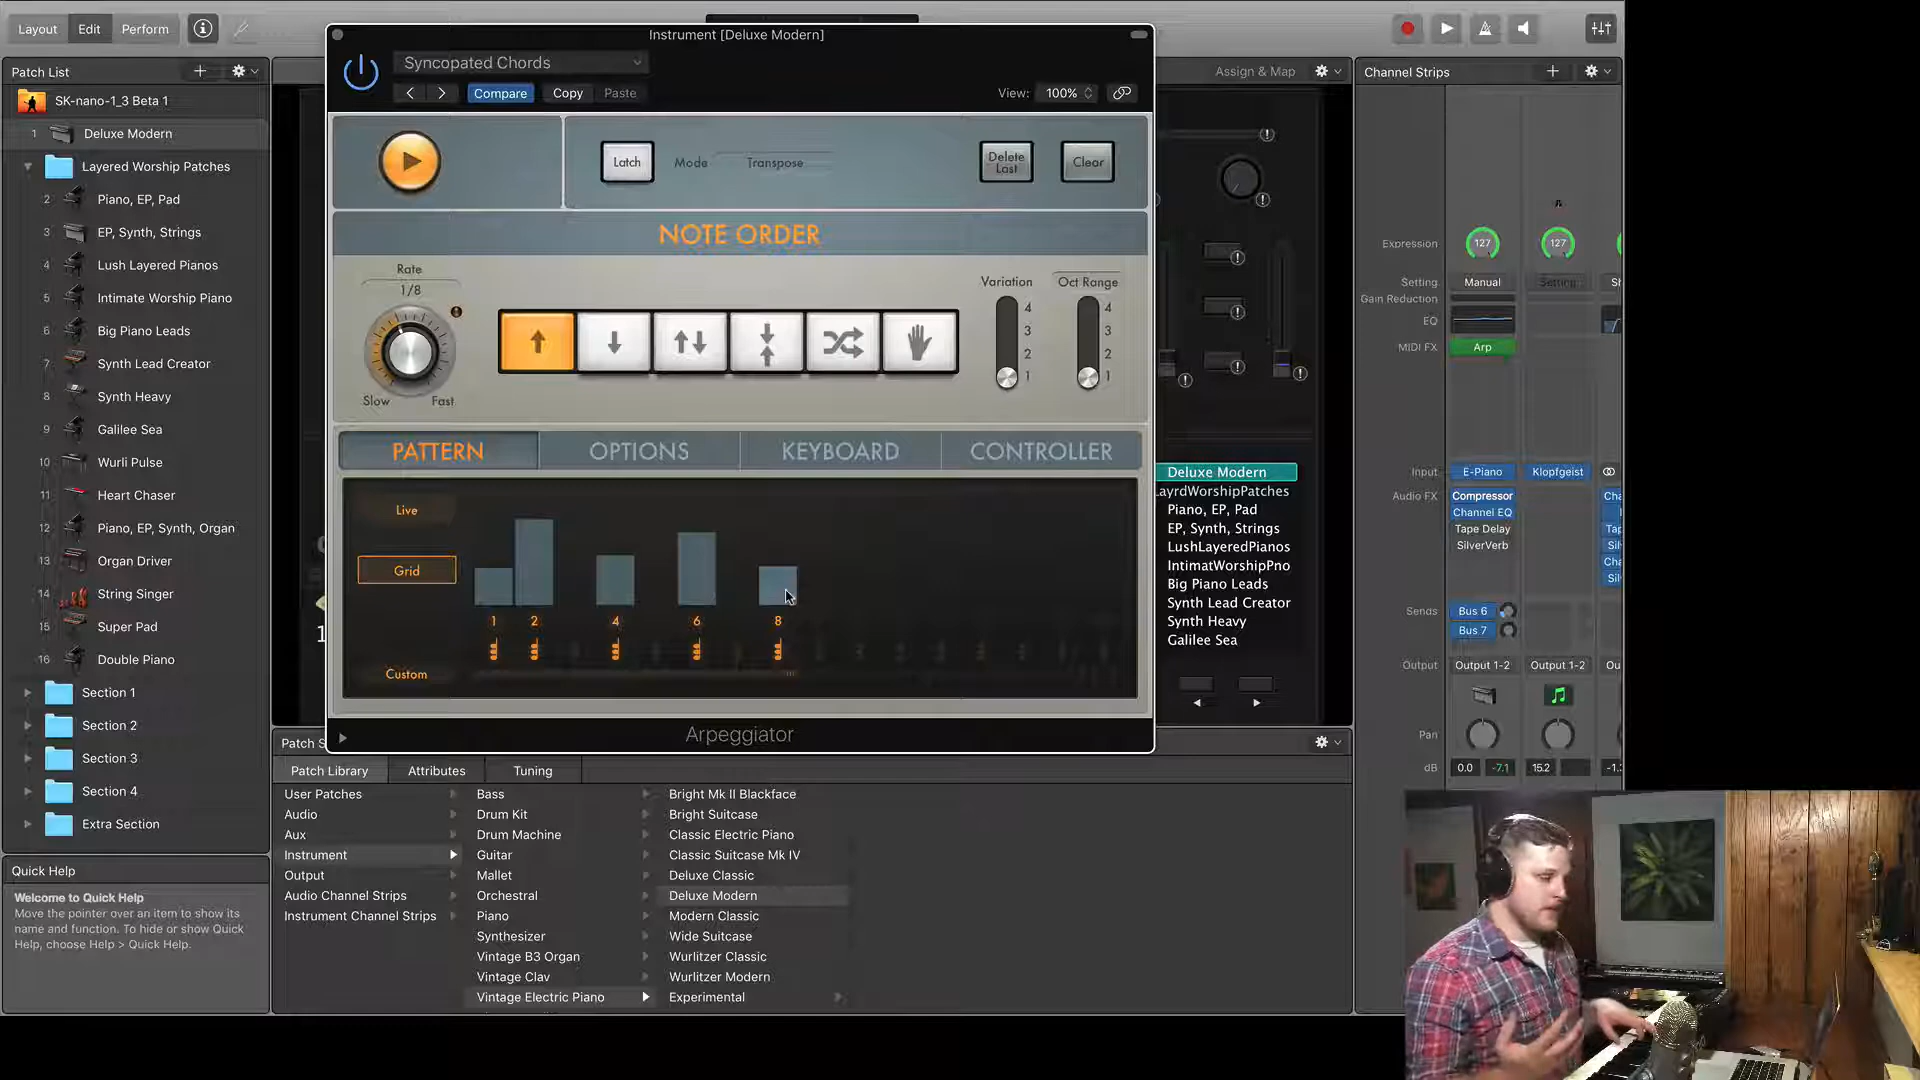 Layout
Edit
Perform
Patch List
SK-nano-1_3 Beta 1
1 Deluxe Modern
Layered Worship Patches
2 Piano, EP, Pad
3 EP, Synth, Strings
4 Lush Layered Pianos
5 Intimate Worship Piano
6 Big Piano Leads
7 Synth Lead Creator
8 Synth Heavy
9 Galilee Sea
10 Wurli Pulse
11 Heart Chaser
12 Piano, EP, Synth, Organ
13 Organ Driver
14 String Singer
15 Super Pad
16 Double Piano
Section 1
Section 2
Section 3
Section 4
Extra Section
Quick Help
Welcome to Quick Help
Move the pointer over an item to show its
name and function. To hide or show Quick
Help, choose Help > Quick Help.
Instrument [Deluxe Modern]
Syncopated Chords
Compare
Copy
Paste
View: 100%
Latch
Mode
Transpose
Delete
Last
Clear
NOTE ORDER
Rate
1/8
Slow
Fast
Variation
4
3
2
1
Oct Range
4
3
2
1
PATTERN
OPTIONS
KEYBOARD
CONTROLLER
Live
Grid
Custom
1 2 4 6 8
Arpeggiator
Assign & Map
Deluxe Modern
LayrdWorshipPatches
Piano, EP, Pad
EP, Synth, Strings
LushLayeredPianos
IntimatWorshipPno
Big Piano Leads
Synth Lead Creator
Synth Heavy
Galilee Sea
Patch S
Patch Library
Attributes
Tuning
User Patches
Audio
Aux
Instrument
Output
Audio Channel Strips
Instrument Channel Strips
Bass
Drum Kit
Drum Machine
Guitar
Mallet
Orchestral
Piano
Synthesizer
Vintage B3 Organ
Vintage Clav
Vintage Electric Piano
Bright Mk II Blackface
Bright Suitcase
Classic Electric Piano
Classic Suitcase Mk IV
Deluxe Classic
Deluxe Modern
Modern Classic
Wide Suitcase
Wurlitzer Classic
Wurlitzer Modern
Experimental
Channel Strips
Expression 127 127
Setting Manual Setting
Gain Reduction
EQ
MIDI FX Arp
Input E-Piano Klopfgeist
Audio FX Compressor
Channel EQ
Tape Delay
SilverVerb
Sends Bus 6
Bus 7
Output Output 1-2 Output 1-2 Ou
Pan
dB 0.0 -7.1 15.2